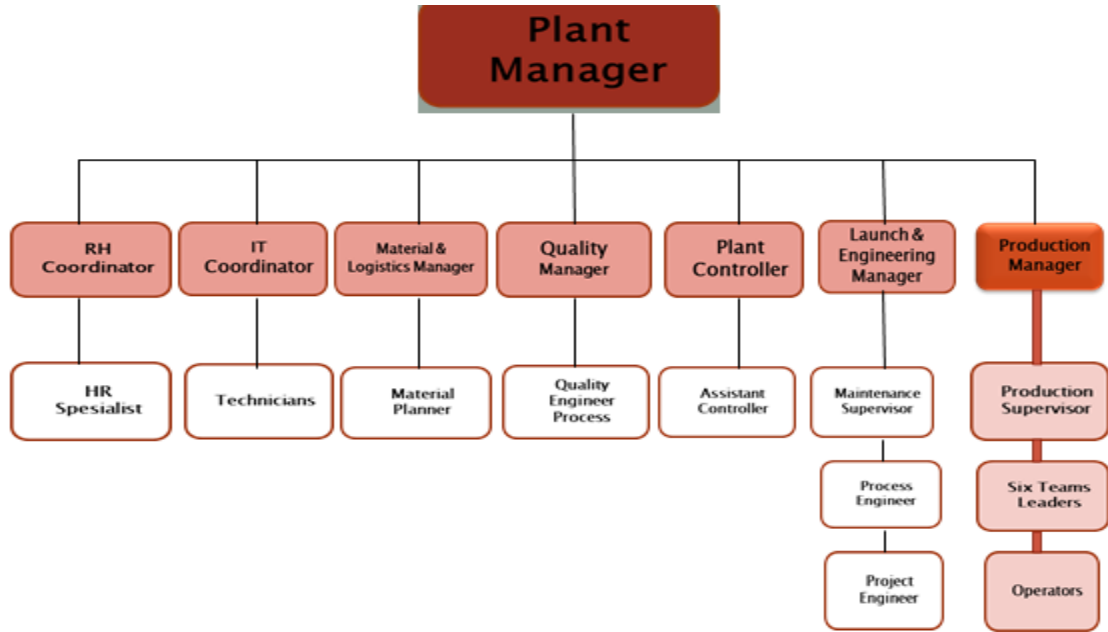 Plant
Manager
RH
Coordinator
IT
Coordinator
Material &
Logistics Manager
Quality
Manager
Plant
Controller
Launch &
Engineering
Manager
Production
Manager
HR
Spesialist
Technicians
Material
Planner
Quality
Engineer
Process
Assistant
Controller
Maintenance
Supervisor
Production
Supervisor
Process
Engineer
Six Teams
Leaders
Project
Engineer
Operators